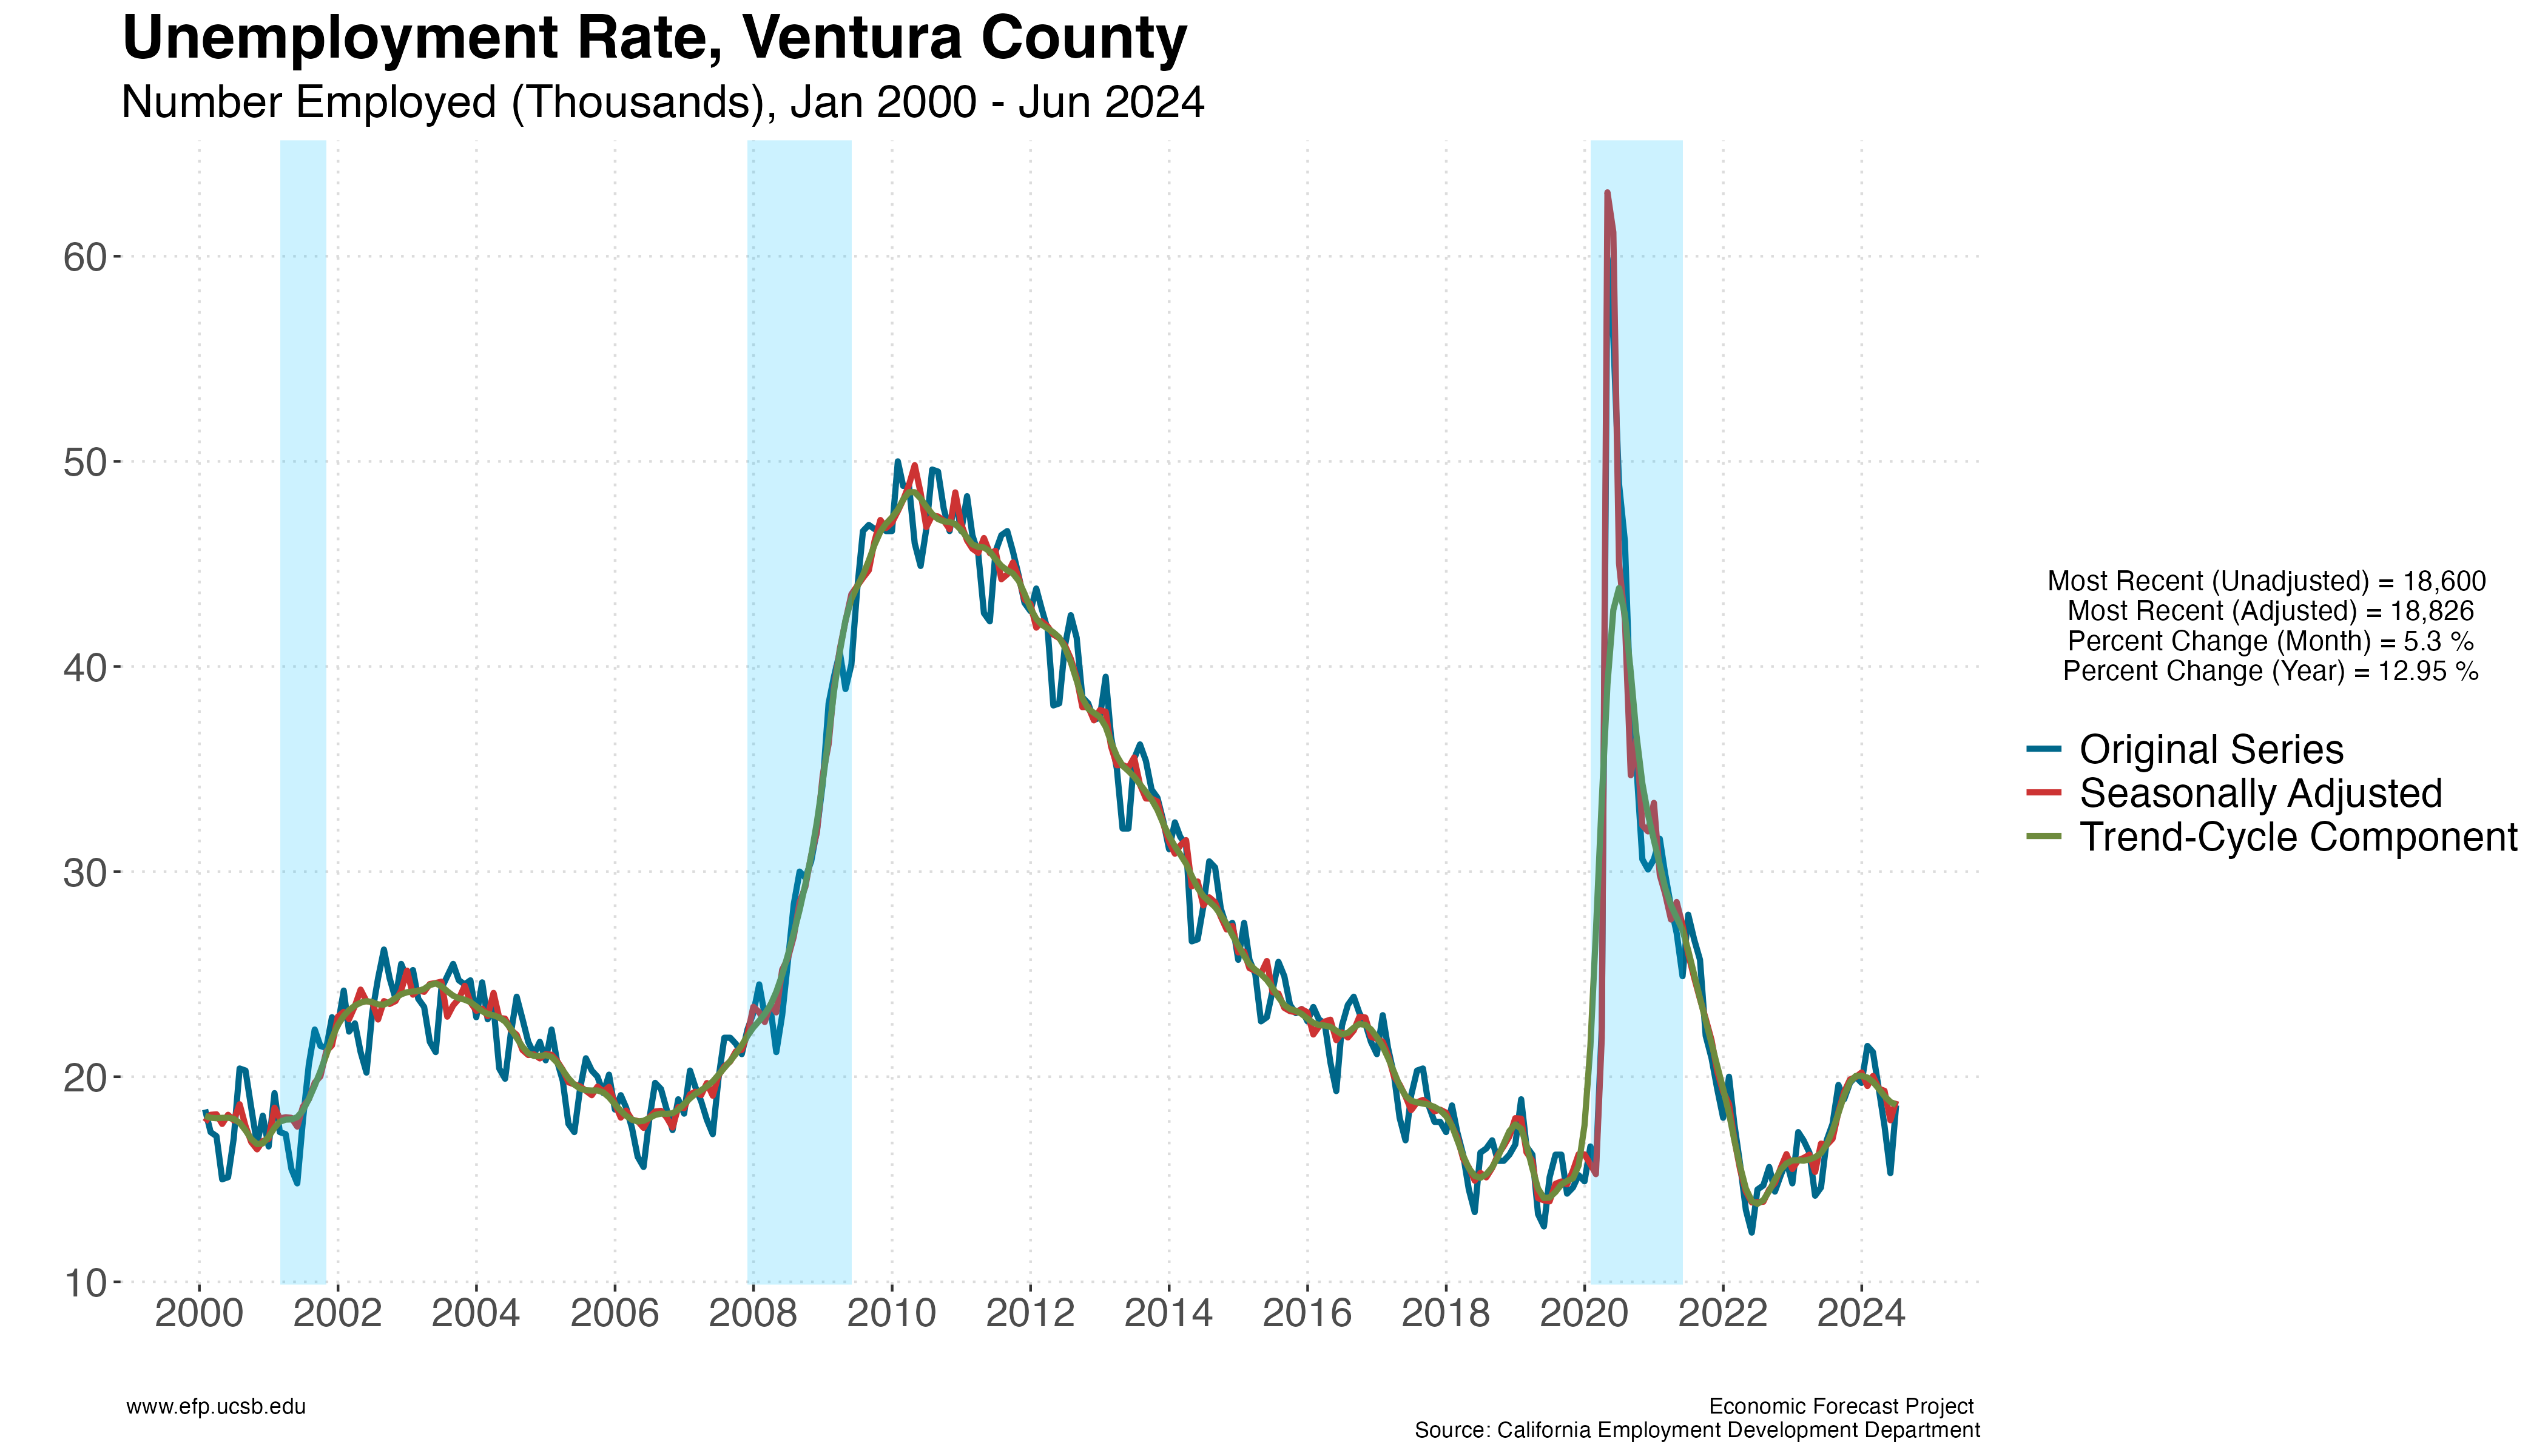 Unemployment Rate, Ventura County
Number Employed (Thousands), Jan 2000 - Jun 2024
60
50
40
30
20
10
2000 2002 2004 2006 2008 2010 2012 2014 2016 2018 2020 2022 2024
Most Recent (Unadjusted) = 18,600
Most Recent (Adjusted) = 18,826
Percent Change (Month) = 5.3 %
Percent Change (Year) = 12.95 %
Original Series
Seasonally Adjusted
Trend-Cycle Component
www.efp.ucsb.edu
Economic Forecast Project
Source: California Employment Development Department